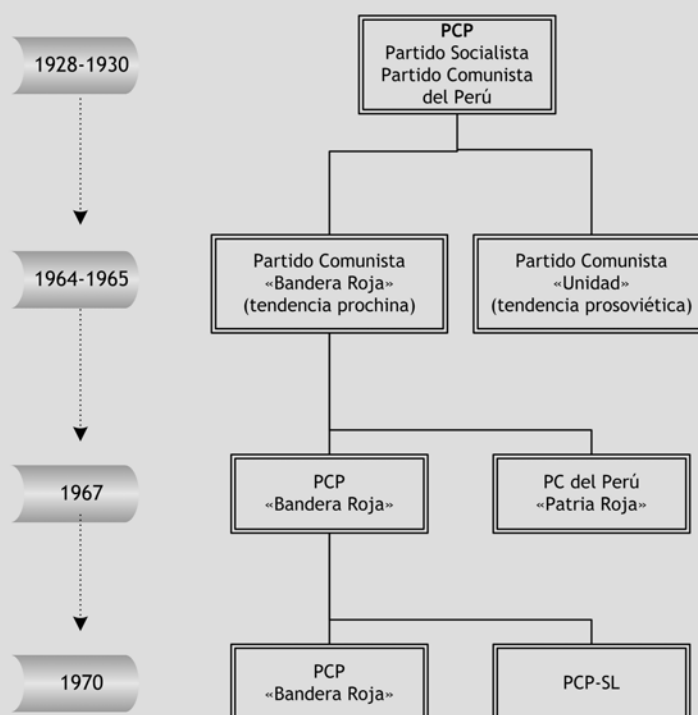 1928-1930
PCP
Partido Socialista
Partido Comunista
del Perú
1964-1965
Partido Comunista
«Bandera Roja»
(tendencia prochina)
Partido Comunista
«Unidad»
(tendencia prosoviética)
1967
PCP
«Bandera Roja»
PC del Perú
«Patria Roja»
1970
PCP
«Bandera Roja»
PCP-SL